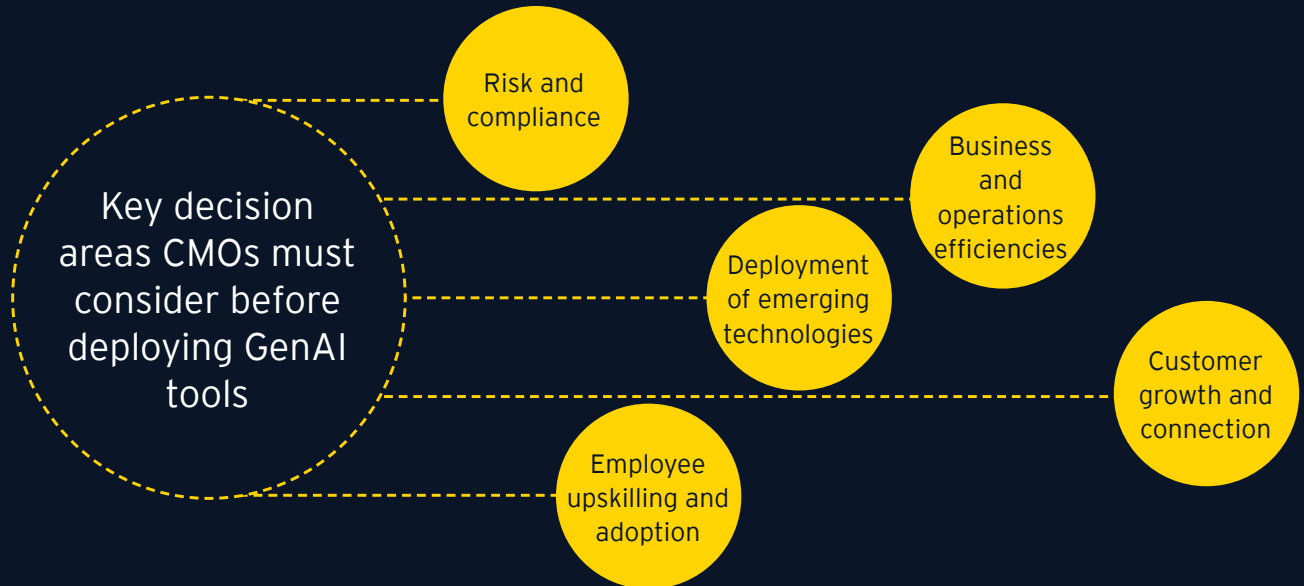 Key decision
areas CMOs must
consider before
deploying GenAI
tools
Risk and
compliance
Business
and
operations
efficiencies
Deployment
of emerging
technologies
Customer
growth and
connection
Employee
upskilling and
adoption